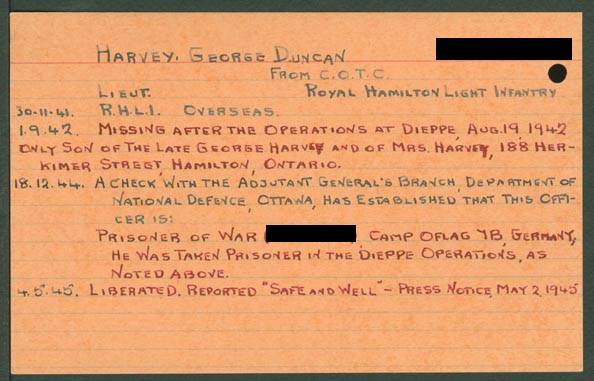 HARVEY, GEORGE DUNCAN
FROM C.O.T.C.
LIEUT. ROYAL HAMILTON LIGHT INFANTRY
30-11-41. R.H.L.I. OVERSEAS.
1.9.42. MISSING AFTER THE OPERATIONS AT DIEPPE, AUG. 19, 1942
ONLY SON OF THE LATE GEORGE HARVEY AND OF MRS. HARVEY, 188 HER-
KIMER STREET, HAMILTON, ONTARIO.
18.12.44. A CHECK WITH THE ADJUTANT GENERAL'S BRANCH, DEPARTMENT OF
NATIONAL DEFENCE, OTTAWA, HAS ESTABLISHED THAT THIS OFFI-
CER IS:
PRISONER OF WAR ( CAMP OFLAG 7B, GERMANY,
HE WAS TAKEN PRISONER IN THE DIEPPE OPERATIONS, AS
NOTED ABOVE.
4.5.45. LIBERATED. REPORTED "SAFE AND WELL" - PRESS NOTICE, MAY 2, 1945